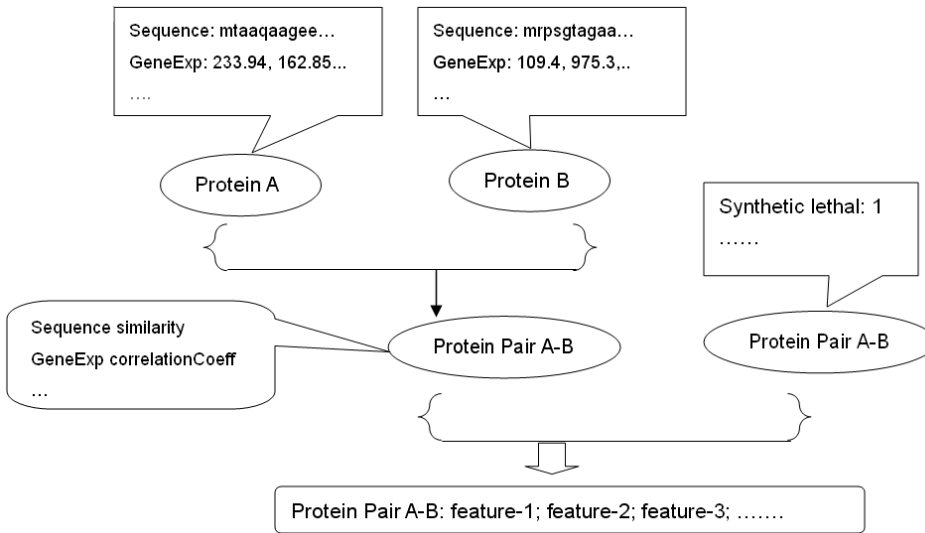 Sequence: mtaaqaagee…
GeneExp: 233.94, 162.85...
....
Sequence: mrpsgtagaa…
GeneExp: 109.4, 975.3,..
…
Protein A
Protein B
Synthetic lethal: 1
……
Sequence similarity
GeneExp correlationCoeff
…
Protein Pair A-B
Protein Pair A-B
Protein Pair A-B: feature-1; feature-2; feature-3; …….